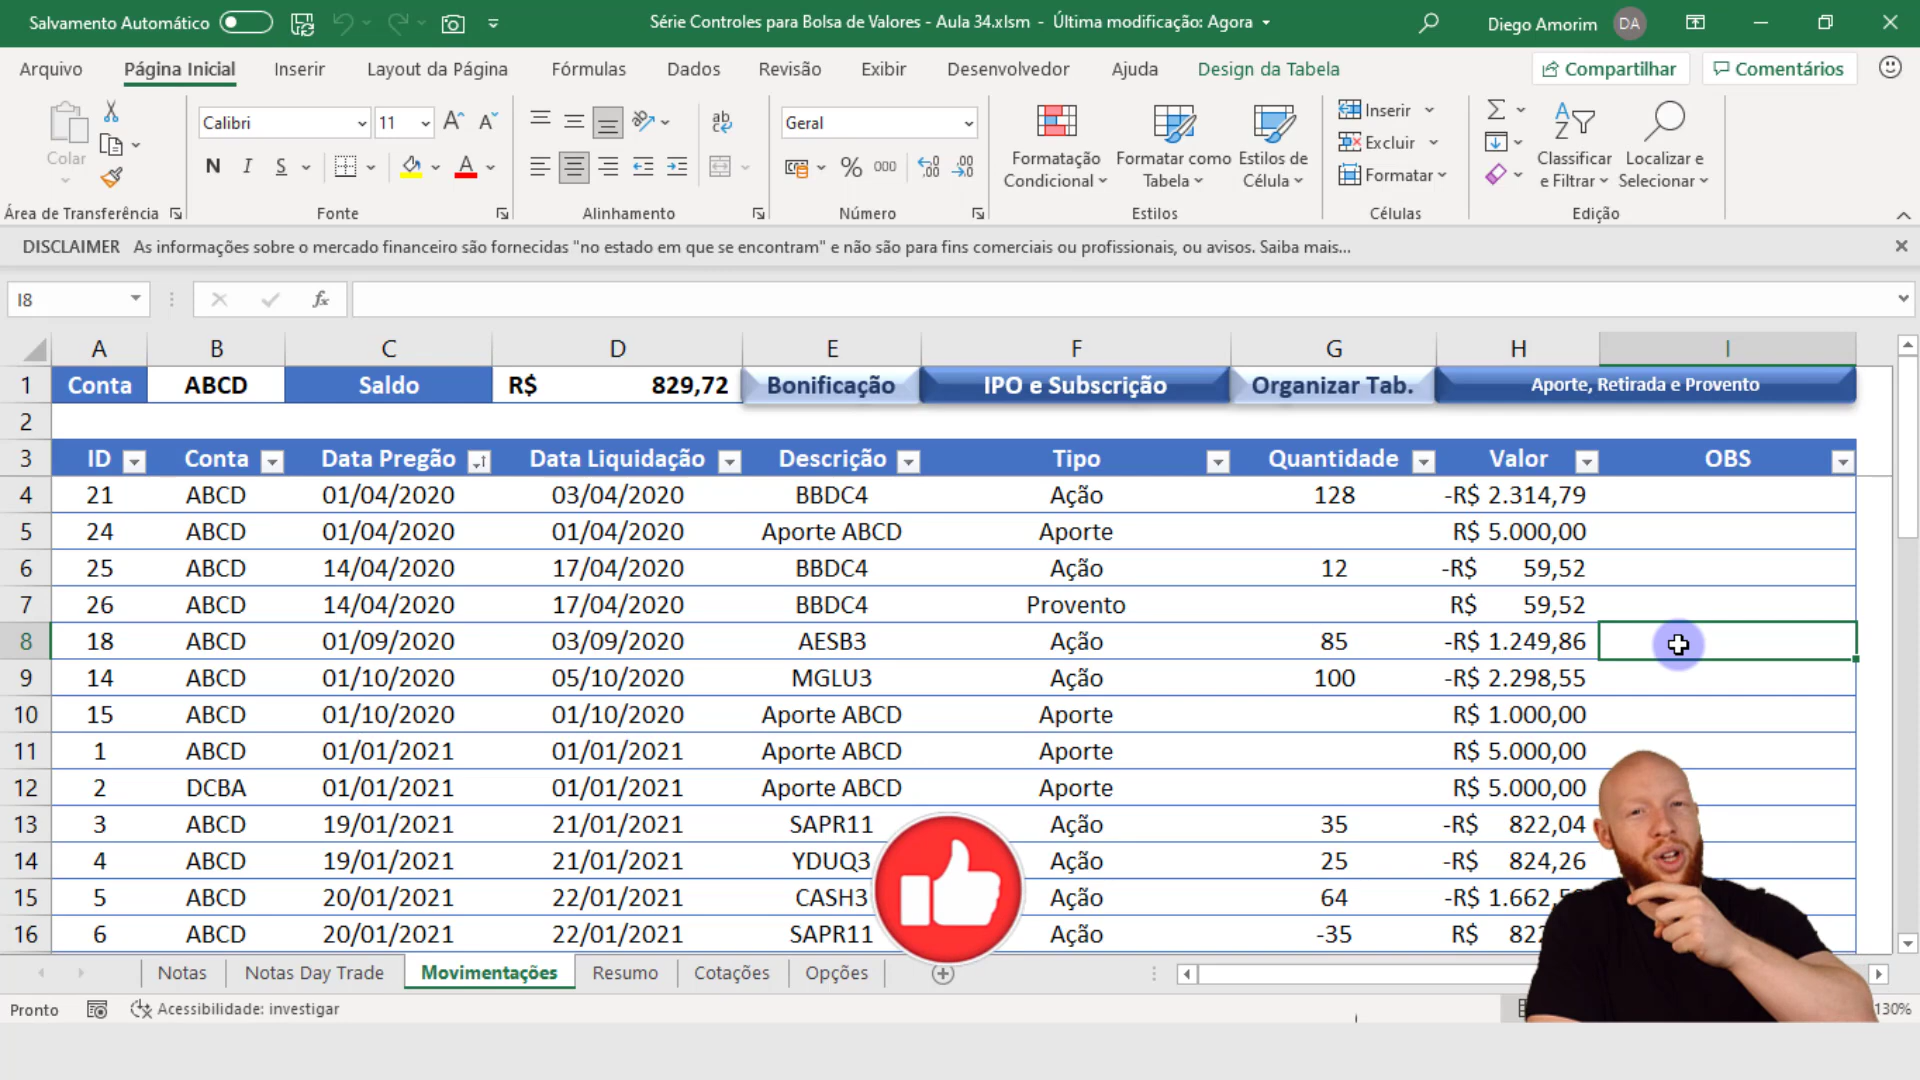 Salvamento Automático
Série Controles para Bolsa de Valores - Aula 34.xlsm - Última modificação: Agora
Diego Amorim DA
Arquivo Página Inicial Inserir Layout da Página Fórmulas Dados Revisão Exibir Desenvolvedor Ajuda Design da Tabela Compartilhar Comentários
Colar
Área de Transferência
Calibri 11
N I S
Fonte
ab
Alinhamento
Geral
% 000
Número
Formatação Condicional
Formatar como Tabela
Estilos de Célula
Estilos
Inserir
Excluir
Formatar
Células
Classificar e Filtrar
Localizar e Selecionar
Edição
DISCLAIMER As informações sobre o mercado financeiro são fornecidas "no estado em que se encontram" e não são para fins comerciais ou profissionais, ou avisos. Saiba mais...
I8 fx
A B C D E F G H I
1 Conta ABCD Saldo R$ 829,72 Bonificação IPO e Subscrição Organizar Tab. Aporte, Retirada e Provento
2
3 ID Conta Data Pregão Data Liquidação Descrição Tipo Quantidade Valor OBS
4 21 ABCD 01/04/2020 03/04/2020 BBDC4 Ação 128 -R$ 2.314,79
5 24 ABCD 01/04/2020 01/04/2020 Aporte ABCD Aporte R$ 5.000,00
6 25 ABCD 14/04/2020 17/04/2020 BBDC4 Ação 12 -R$ 59,52
7 26 ABCD 14/04/2020 17/04/2020 BBDC4 Provento R$ 59,52
8 18 ABCD 01/09/2020 03/09/2020 AESB3 Ação 85 -R$ 1.249,86
9 14 ABCD 01/10/2020 05/10/2020 MGLU3 Ação 100 -R$ 2.298,55
10 15 ABCD 01/10/2020 01/10/2020 Aporte ABCD Aporte R$ 1.000,00
11 1 ABCD 01/01/2021 01/01/2021 Aporte ABCD Aporte R$ 5.000,00
12 2 DCBA 01/01/2021 01/01/2021 Aporte ABCD Aporte R$ 5.000,00
13 3 ABCD 19/01/2021 21/01/2021 SAPR11 Ação 35 -R$ 822,04
14 4 ABCD 19/01/2021 21/01/2021 YDUQ3 Ação 25 -R$ 824,26
15 5 ABCD 20/01/2021 22/01/2021 CASH3 Ação 64 -R$ 1.662,5
16 6 ABCD 20/01/2021 22/01/2021 SAPR11 Ação -35 R$ 82
Notas Notas Day Trade Movimentações Resumo Cotações Opções
Pronto Acessibilidade: investigar 130%